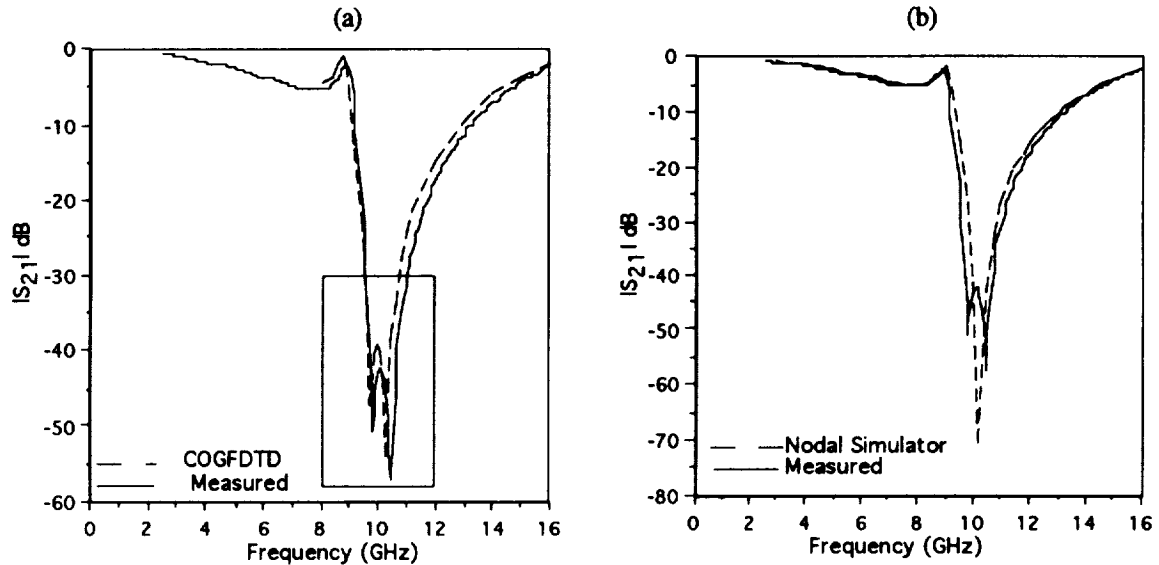 (a)
0
-10
-20
-30
-40
-50
-60
|S21| dB
COGFDTD
Measured
0 2 4 6 8 10 12 14 16
Frequency (GHz)
(b)
0
-10
-20
-30
-40
-50
-60
-70
-80
|S21| dB
Nodal Simulator
Measured
0 2 4 6 8 10 12 14 16
Frequency (GHz)